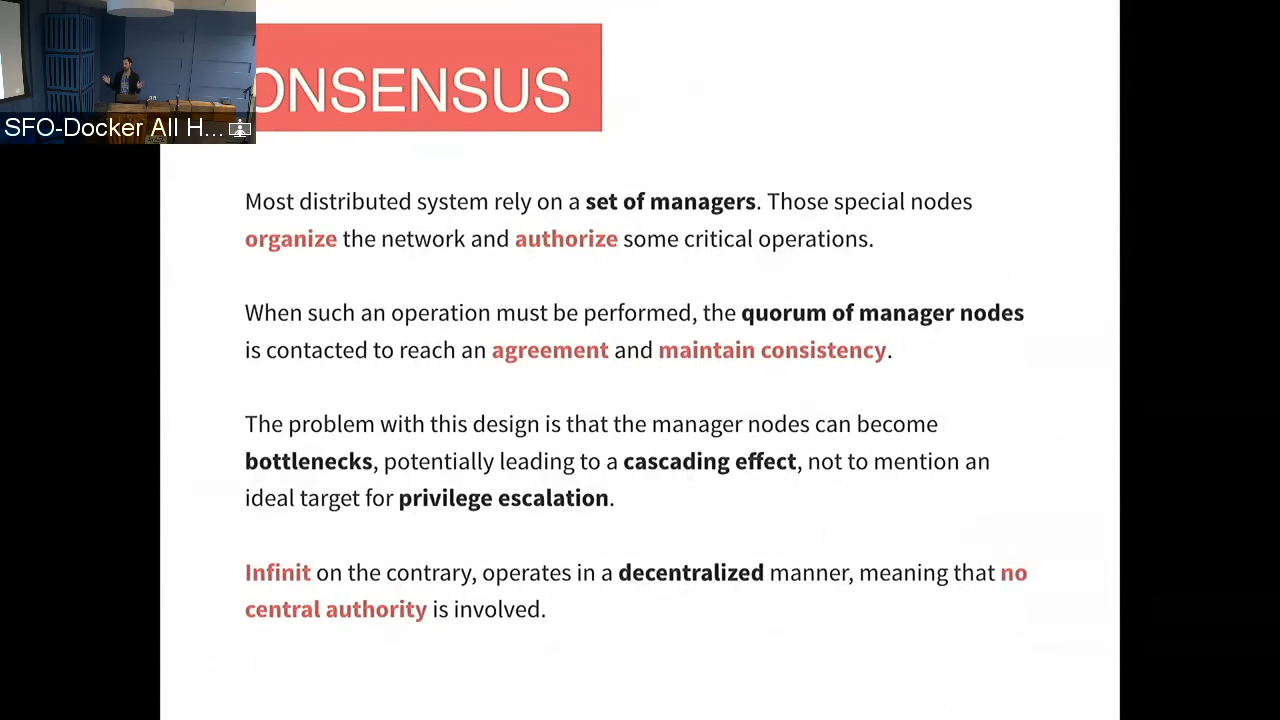 ONSENSUS
SFO-Docker All H...
Most distributed system rely on a set of managers. Those special nodes
organize the network and authorize some critical operations.
When such an operation must be performed, the quorum of manager nodes
is contacted to reach an agreement and maintain consistency.
The problem with this design is that the manager nodes can become
bottlenecks, potentially leading to a cascading effect, not to mention an
ideal target for privilege escalation.
Infinit on the contrary, operates in a decentralized manner, meaning that no
central authority is involved.